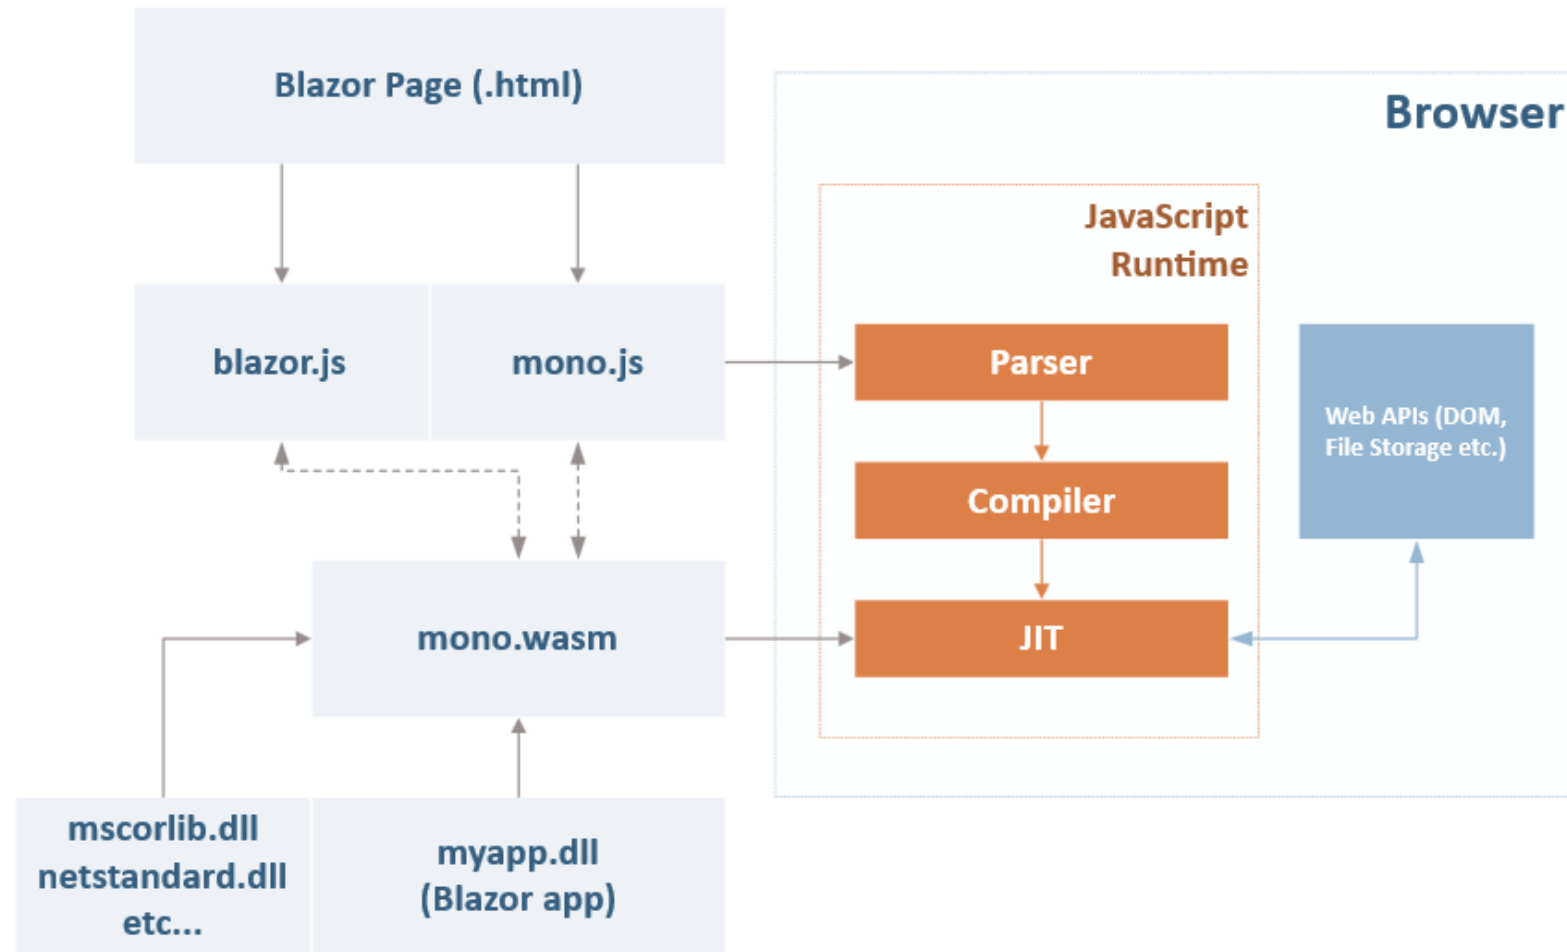 Blazor Page (.html)
Browser
JavaScript
Runtime
blazor.js
mono.js
Parser
Web APIs (DOM,
File Storage etc.)
Compiler
mono.wasm
JIT
mscorlib.dll
netstandard.dll
etc...
myapp.dll
(Blazor app)